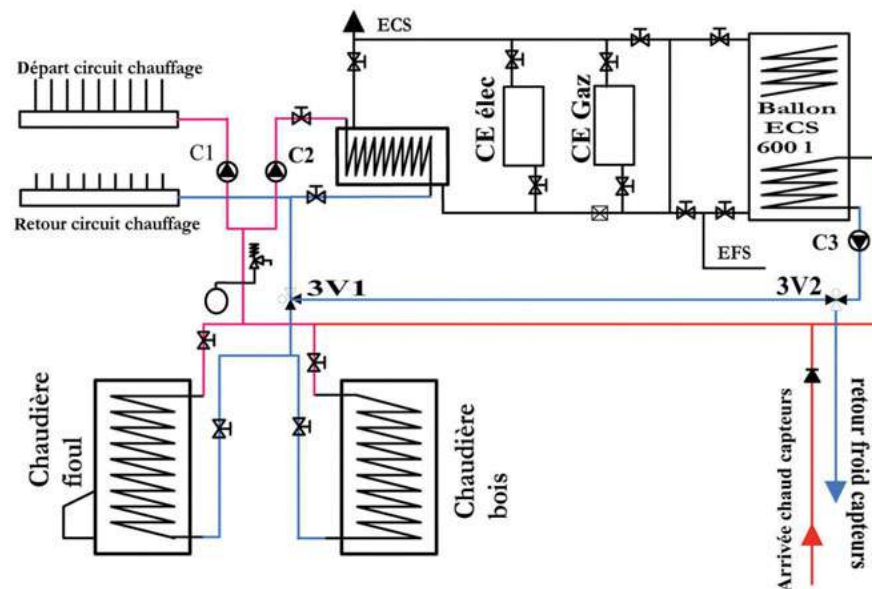 ECS
Départ circuit chauffage
CE élec
CE Gaz
Ballon
ECS
600 l
C1
C2
Retour circuit chauffage
C3
EFS
3V1
3V2
Chaudière
fioul
Chaudière
bois
Arrivée chaud capteurs
retour froid capteurs